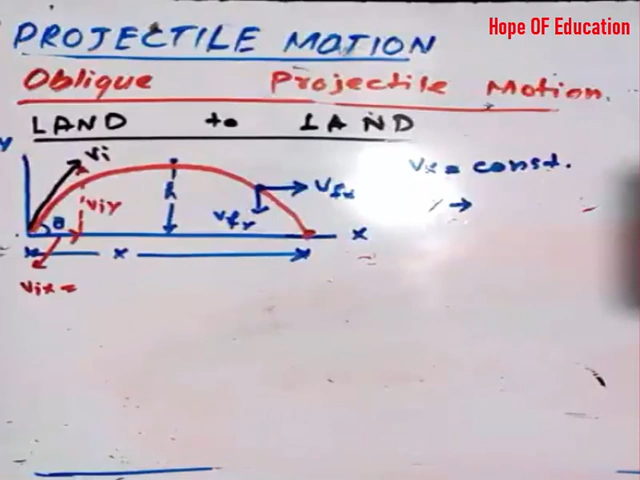 Hope OF Education
PROJECTILE MOTION
Oblique Projectile Motion.
LAND to LAND
Y
Vi
Vx = const.
θ
Viy
h
Vfx
Vfy
x
x
Vix =